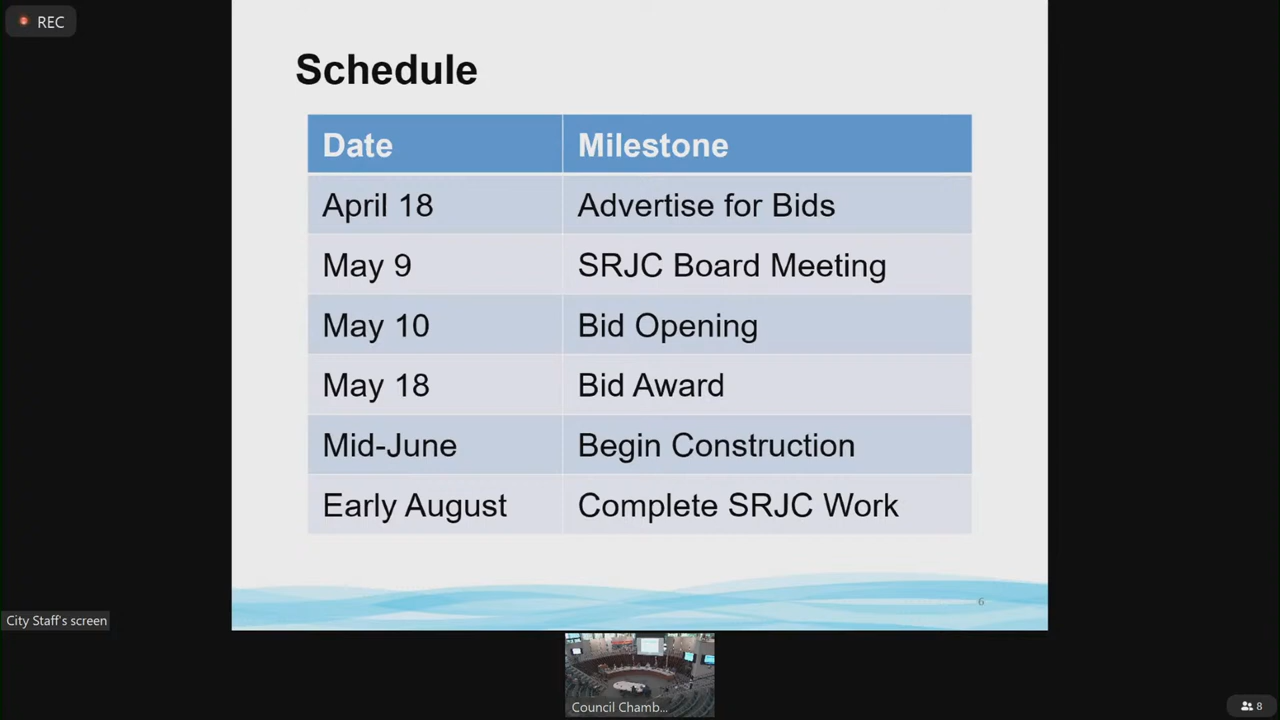 REC
Schedule
Date Milestone
April 18 Advertise for Bids
May 9 SRJC Board Meeting
May 10 Bid Opening
May 18 Bid Award
Mid-June Begin Construction
Early August Complete SRJC Work
6
City Staff's screen
Council Chamb...
8